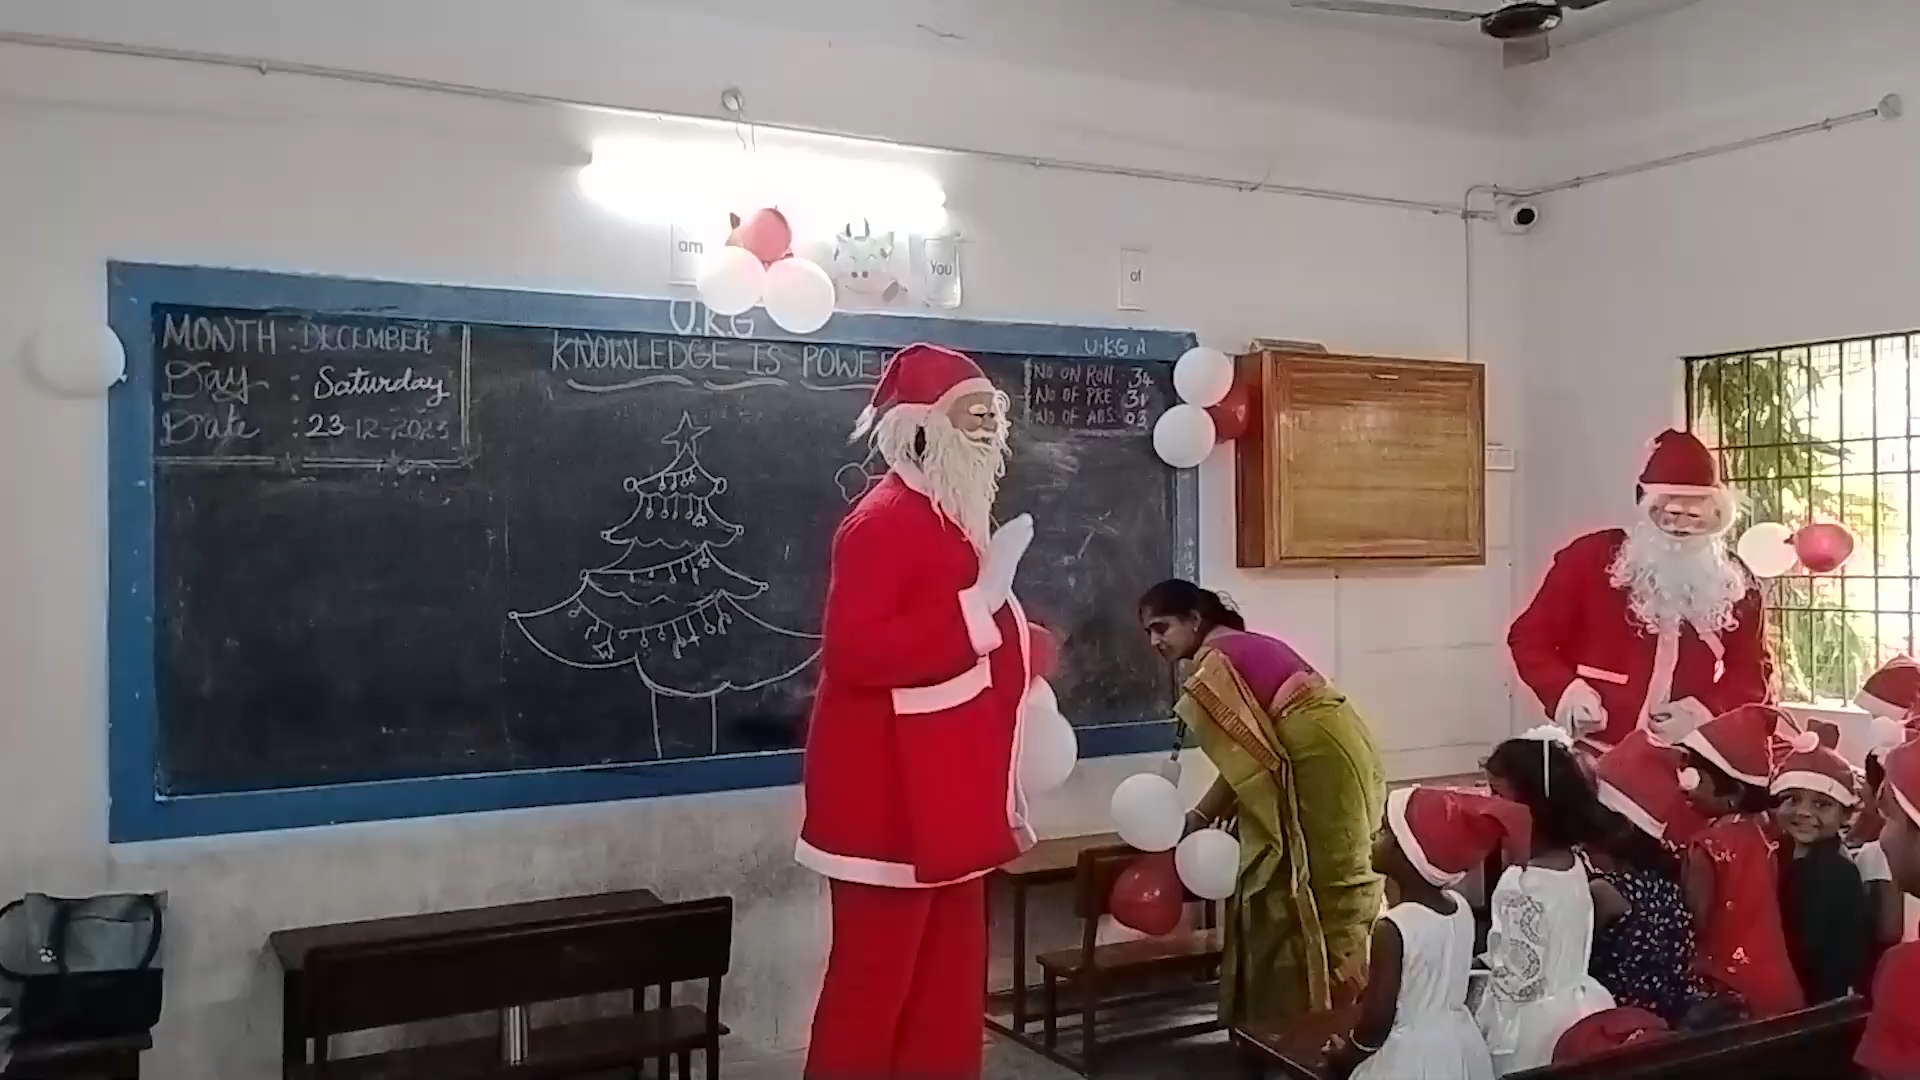 am
You
of
U.K.G
U.K.G A
MONTH : DECEMBER
Day : Saturday
Date : 23-12-2023
KNOWLEDGE IS POWER
NO ON Roll. 34
NO OF PRE 31
NO OF ABS. 03